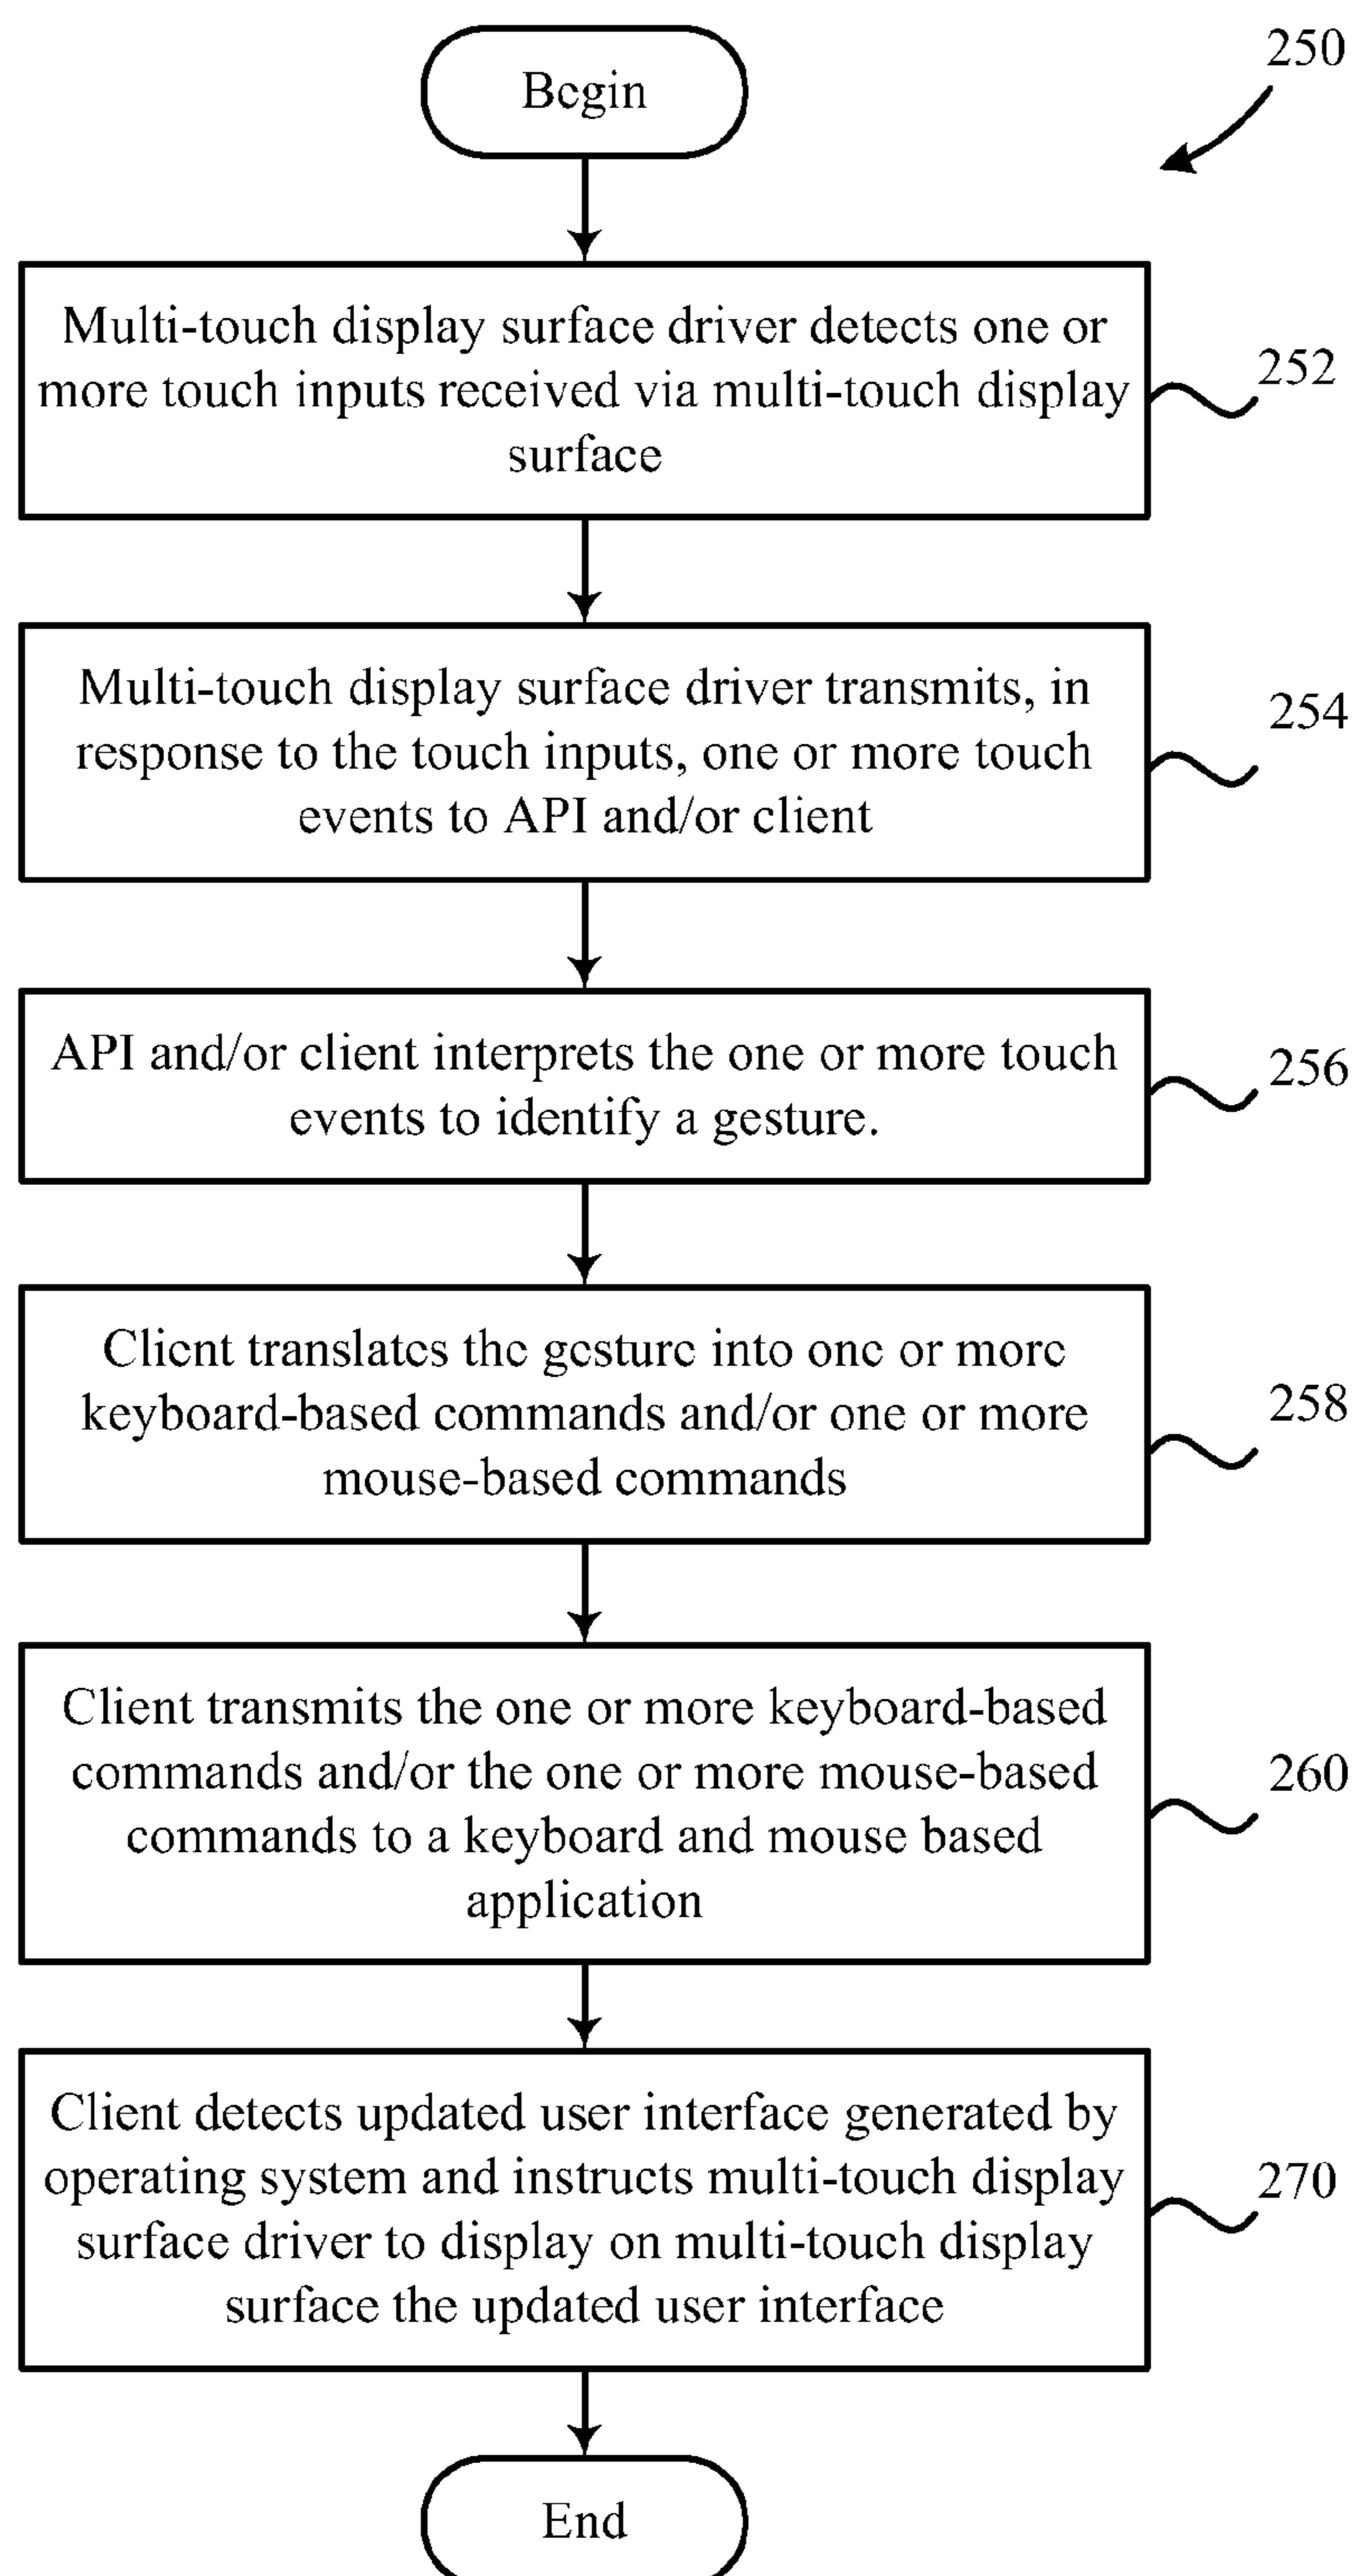 Begin
250
Multi-touch display surface driver detects one or
more touch inputs received via multi-touch display
surface
252
Multi-touch display surface driver transmits, in
response to the touch inputs, one or more touch
events to API and/or client
254
API and/or client interprets the one or more touch
events to identify a gesture.
256
Client translates the gesture into one or more
keyboard-based commands and/or one or more
mouse-based commands
258
Client transmits the one or more keyboard-based
commands and/or the one or more mouse-based
commands to a keyboard and mouse based
application
260
Client detects updated user interface generated by
operating system and instructs multi-touch display
surface driver to display on multi-touch display
surface the updated user interface
270
End